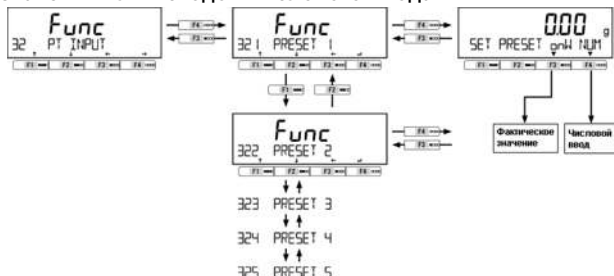 Func
32 PT INPUT
F1 F2 F3 F4
F4
F3
Func
321 PRESET 1
F1 F2 F3 F4
F4
F3
0.00 g
SET PRESET onW NUM
F1 F2 F3 F4
F1
F2
Func
322 PRESET 2
F1 F2 F3 F4
F4
F3
Фактическое значение
Числовой ввод
323 PRESET 3
324 PRESET 4
325 PRESET 5